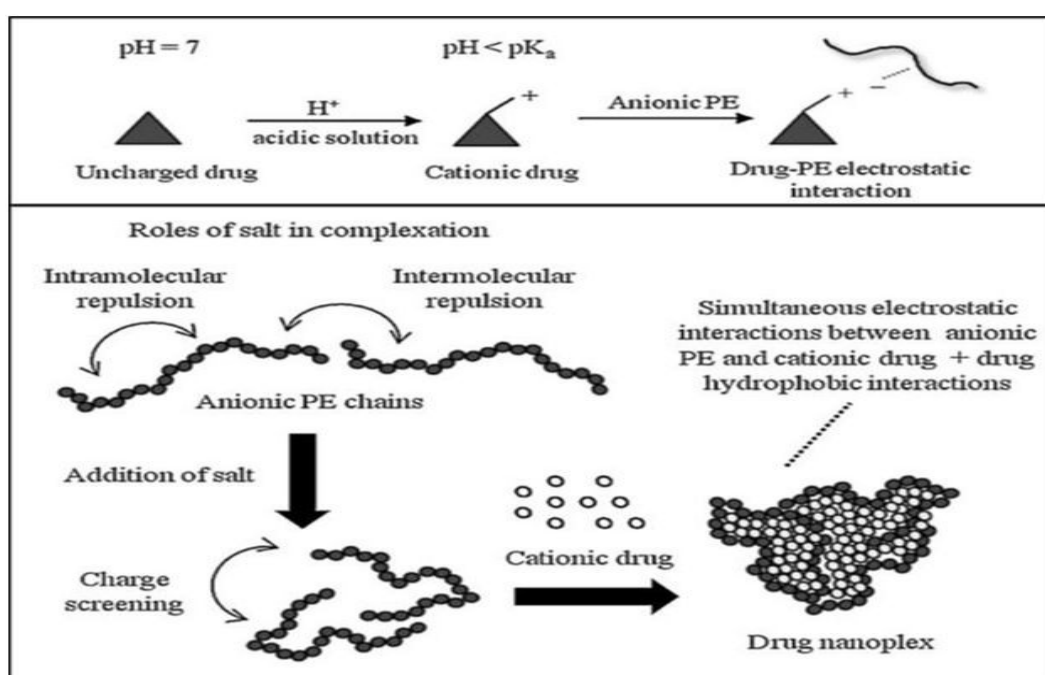 pH = 7
pH < pKa
H+
acidic solution
Anionic PE
+
+
−
Uncharged drug
Cationic drug
Drug-PE electrostatic
interaction
Roles of salt in complexation
Intramolecular
repulsion
Intermolecular
repulsion
Simultaneous electrostatic
interactions between anionic
PE and cationic drug + drug
hydrophobic interactions
Anionic PE chains
Addition of salt
Cationic drug
Charge
screening
Drug nanoplex